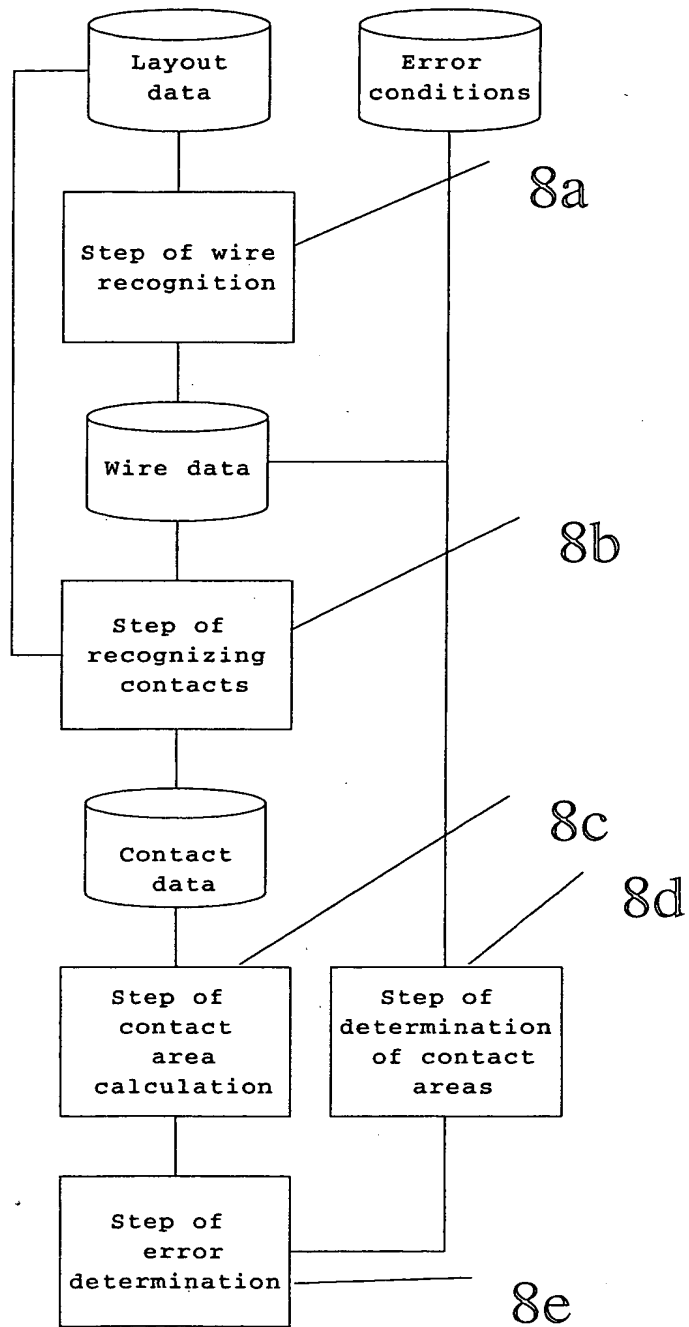 Layout
data
Error
conditions
8a
Step of wire
recognition
Wire data
8b
Step of
recognizing
contacts
8c
Contact
data
8d
Step of
contact
area
calculation
Step of
determination
of contact
areas
Step of
error
determination
8e